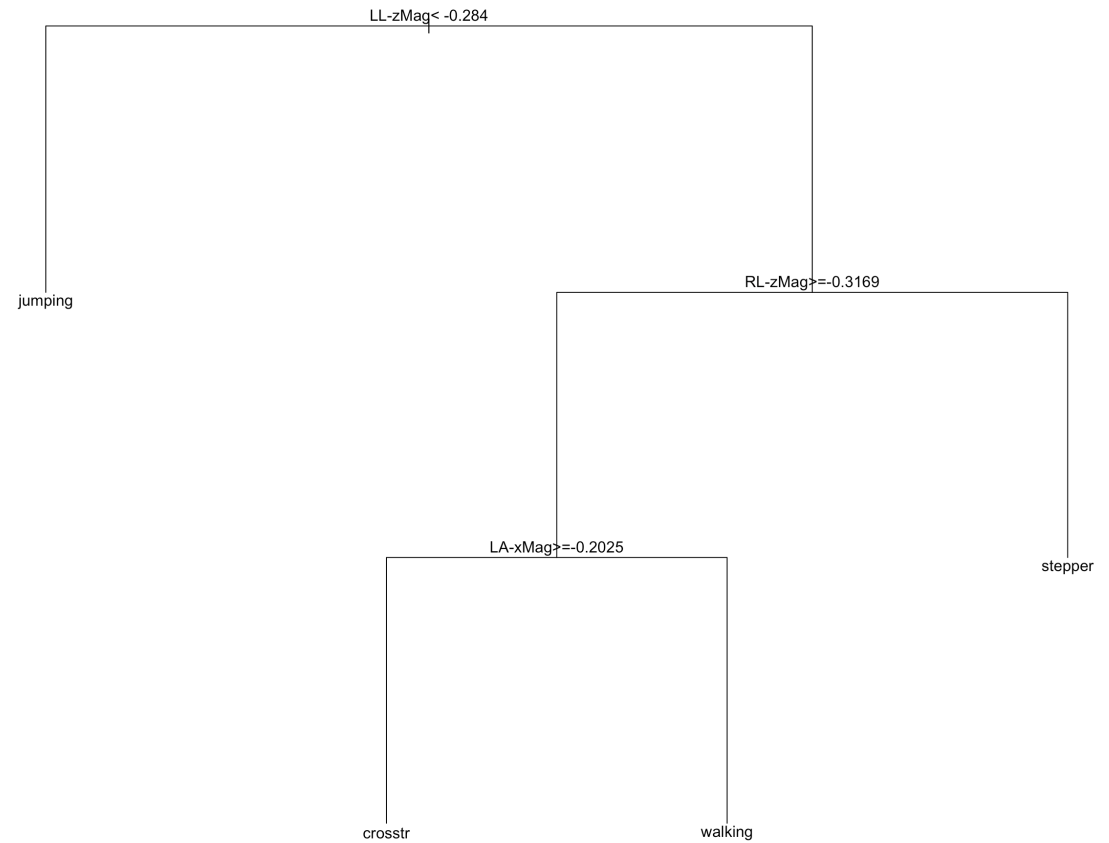 LL-zMag< -0.284
jumping
RL-zMag>=-0.3169
LA-xMag>=-0.2025
stepper
crosstr
walking